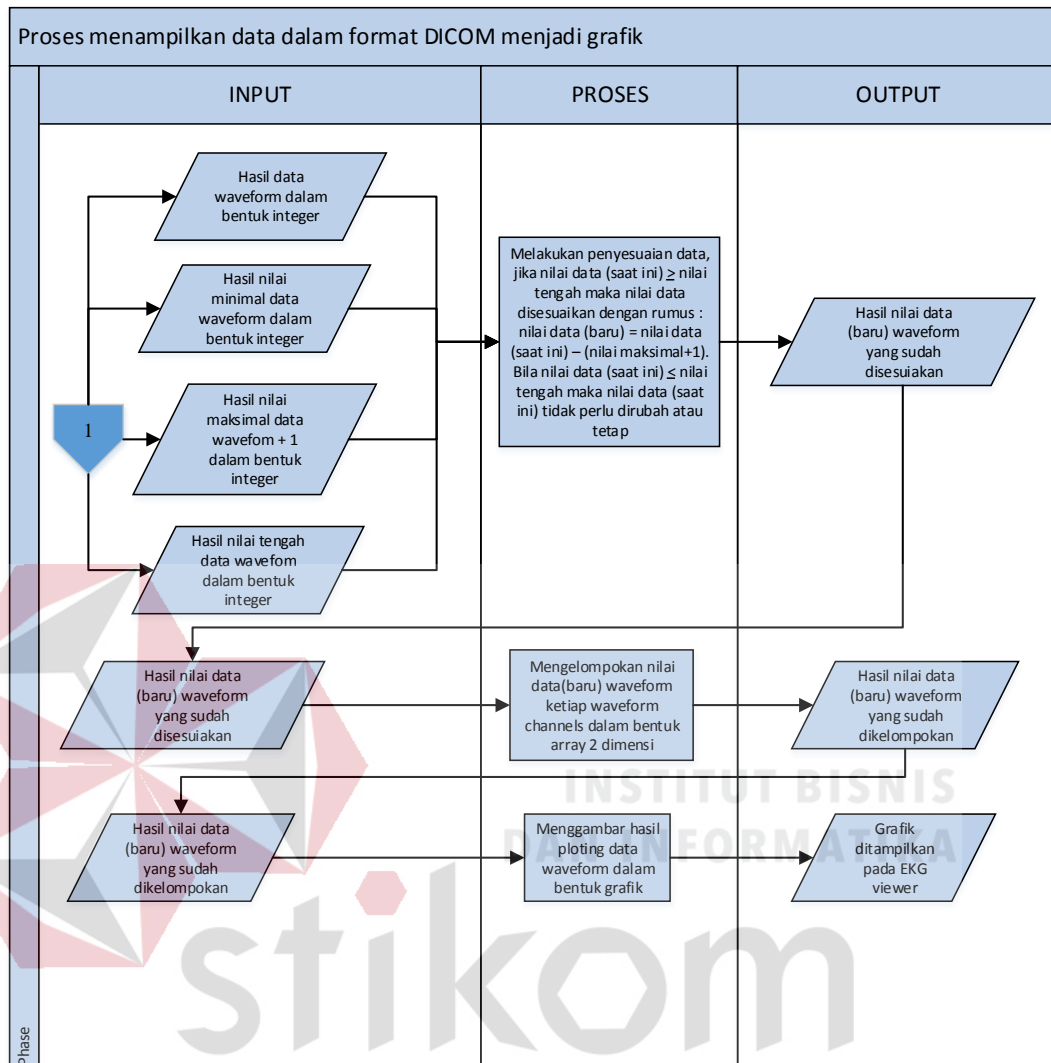 Proses menampilkan data dalam format DICOM menjadi grafik
INPUT
PROSES
OUTPUT
Hasil data
waveform dalam
bentuk integer
Hasil nilai
minimal data
waveform dalam
bentuk integer
1
Hasil nilai
maksimal data
wavefom + 1
dalam bentuk
integer
Hasil nilai tengah
data wavefom
dalam bentuk
integer
Melakukan penyesuaian data,
jika nilai data (saat ini) ≥ nilai
tengah maka nilai data
disesuaikan dengan rumus :
nilai data (baru) = nilai data
(saat ini) – (nilai maksimal+1).
Bila nilai data (saat ini) ≤ nilai
tengah maka nilai data (saat
ini) tidak perlu dirubah atau
tetap
Hasil nilai data
(baru) waveform
yang sudah
disesuiakan
Hasil nilai data
(baru) waveform
yang sudah
disesuiakan
Mengelompokan nilai
data(baru) waveform
ketiap waveform
channels dalam bentuk
array 2 dimensi
Hasil nilai data
(baru) waveform
yang sudah
dikelompokan
Hasil nilai data
(baru) waveform
yang sudah
dikelompokan
Menggambar hasil
ploting data
waveform dalam
bentuk grafik
Grafik
ditampilkan
pada EKG
viewer
INSTITUT BISNIS
DAN INFORMATIKA
stikom
Phase